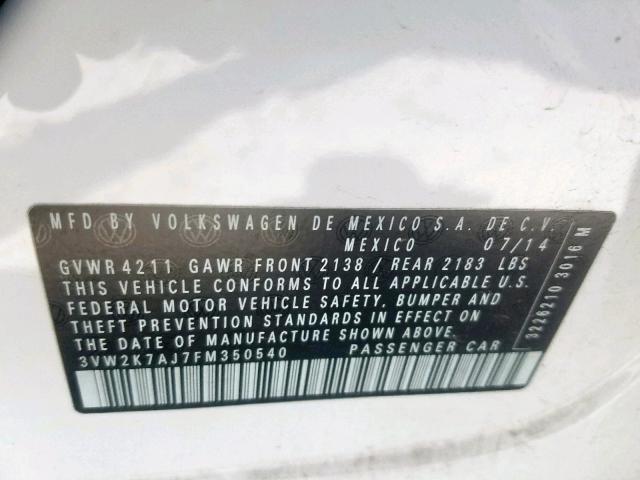 MFD BY VOLKSWAGEN DE MEXICO S.A. DE C.V.
MEXICO 07/14
GVWR 4211 GAWR FRONT 2138 / REAR 2183 LBS
THIS VEHICLE CONFORMS TO ALL APPLICABLE U.S.
FEDERAL MOTOR VEHICLE SAFETY, BUMPER AND
THEFT PREVENTION STANDARDS IN EFFECT ON
THE DATE OF MANUFACTURE SHOWN ABOVE.
3VW2K7AJ7FM350540 PASSENGER CAR
3226210 3016 M